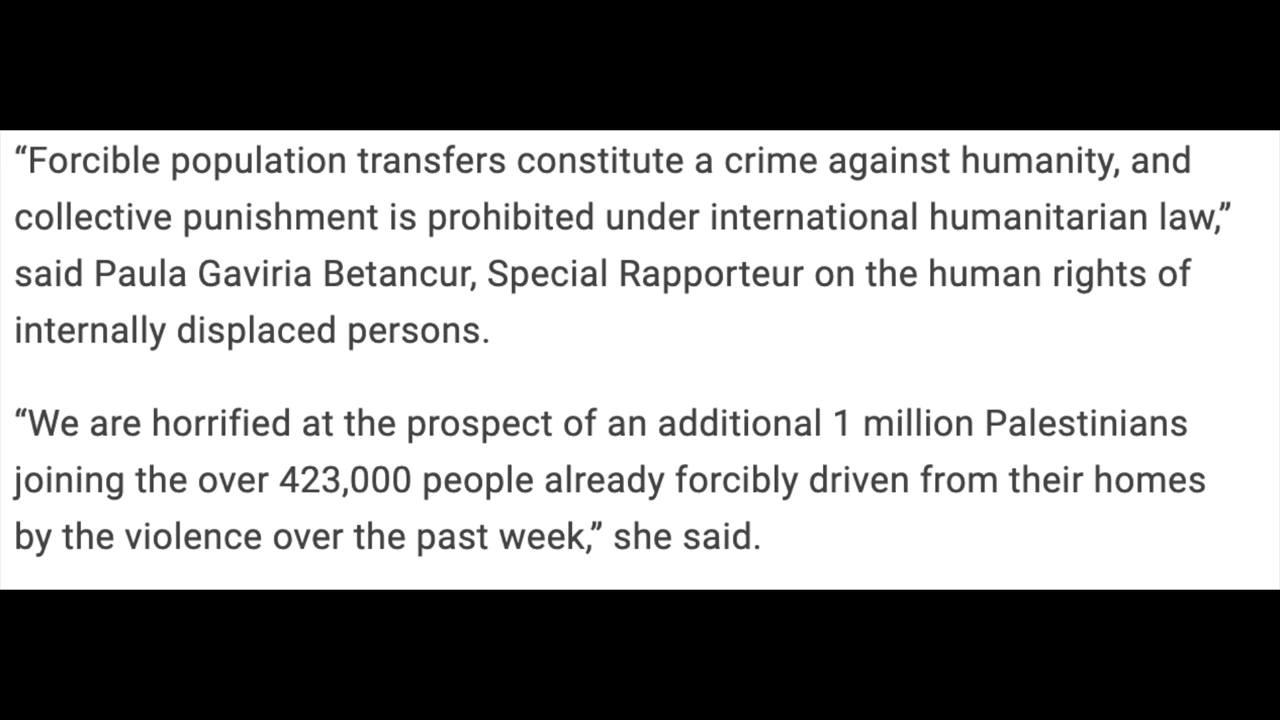 “Forcible population transfers constitute a crime against humanity, and
collective punishment is prohibited under international humanitarian law,”
said Paula Gaviria Betancur, Special Rapporteur on the human rights of
internally displaced persons.
“We are horrified at the prospect of an additional 1 million Palestinians
joining the over 423,000 people already forcibly driven from their homes
by the violence over the past week,” she said.